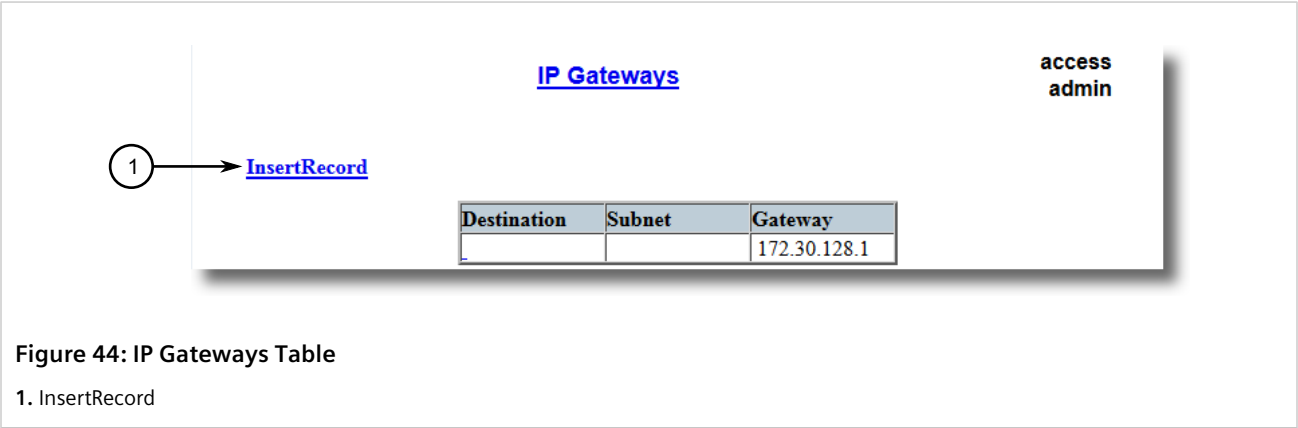 IP Gateways
access
admin
1
InsertRecord
Destination Subnet Gateway
172.30.128.1
Figure 44: IP Gateways Table
1. InsertRecord